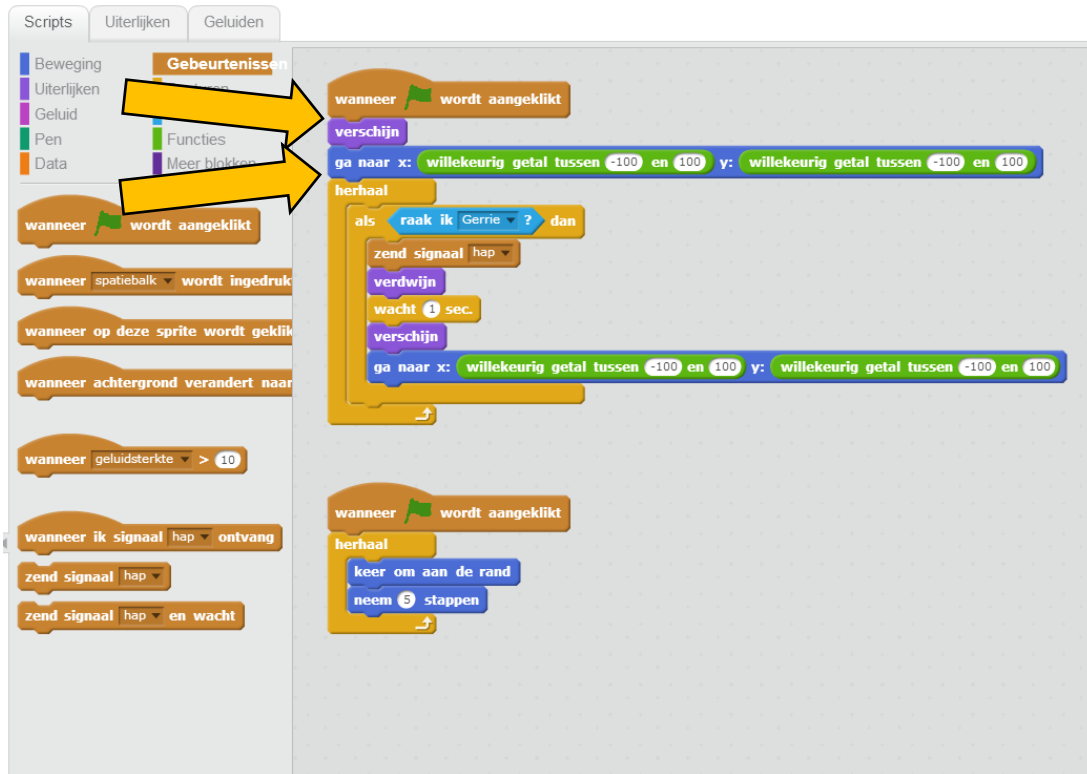 Scripts Uiterlijken Geluiden
Beweging Gebeurtenissen
Uiterlijken
Geluid
Pen Functies
Data Meer blokken
wanneer wordt aangeklikt
wanneer spatiebalk wordt ingedruk
wanneer op deze sprite wordt geklik
wanneer achtergrond verandert naar
wanneer geluidsterkte > 10
wanneer ik signaal hap ontvang
zend signaal hap
zend signaal hap en wacht
wanneer wordt aangeklikt
verschijn
ga naar x: willekeurig getal tussen -100 en 100 y: willekeurig getal tussen -100 en 100
herhaal
als raak ik Gerrie ? dan
zend signaal hap
verdwijn
wacht 1 sec.
verschijn
ga naar x: willekeurig getal tussen -100 en 100 y: willekeurig getal tussen -100 en 100
wanneer wordt aangeklikt
herhaal
keer om aan de rand
neem 5 stappen